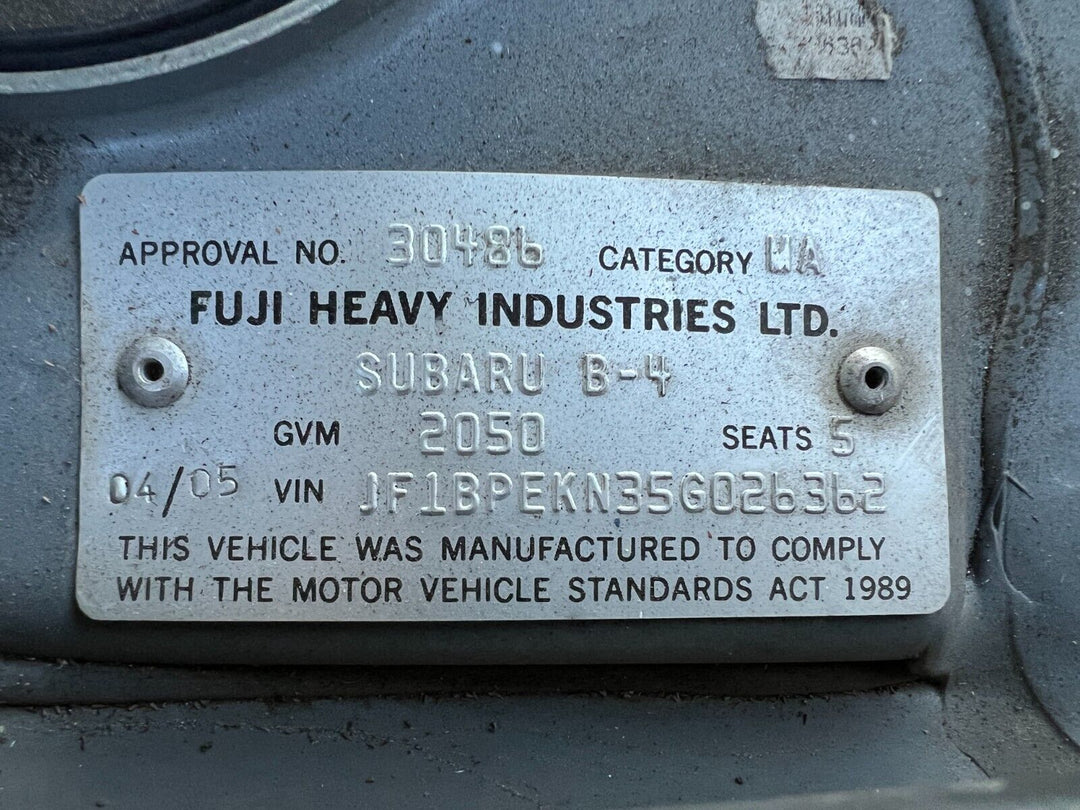 APPROVAL NO. 30486 CATEGORY MA
FUJI HEAVY INDUSTRIES LTD.
SUBARU B-4
GVM 2050 SEATS 5
04/05 VIN JF1BPEKN35G026362
THIS VEHICLE WAS MANUFACTURED TO COMPLY
WITH THE MOTOR VEHICLE STANDARDS ACT 1989